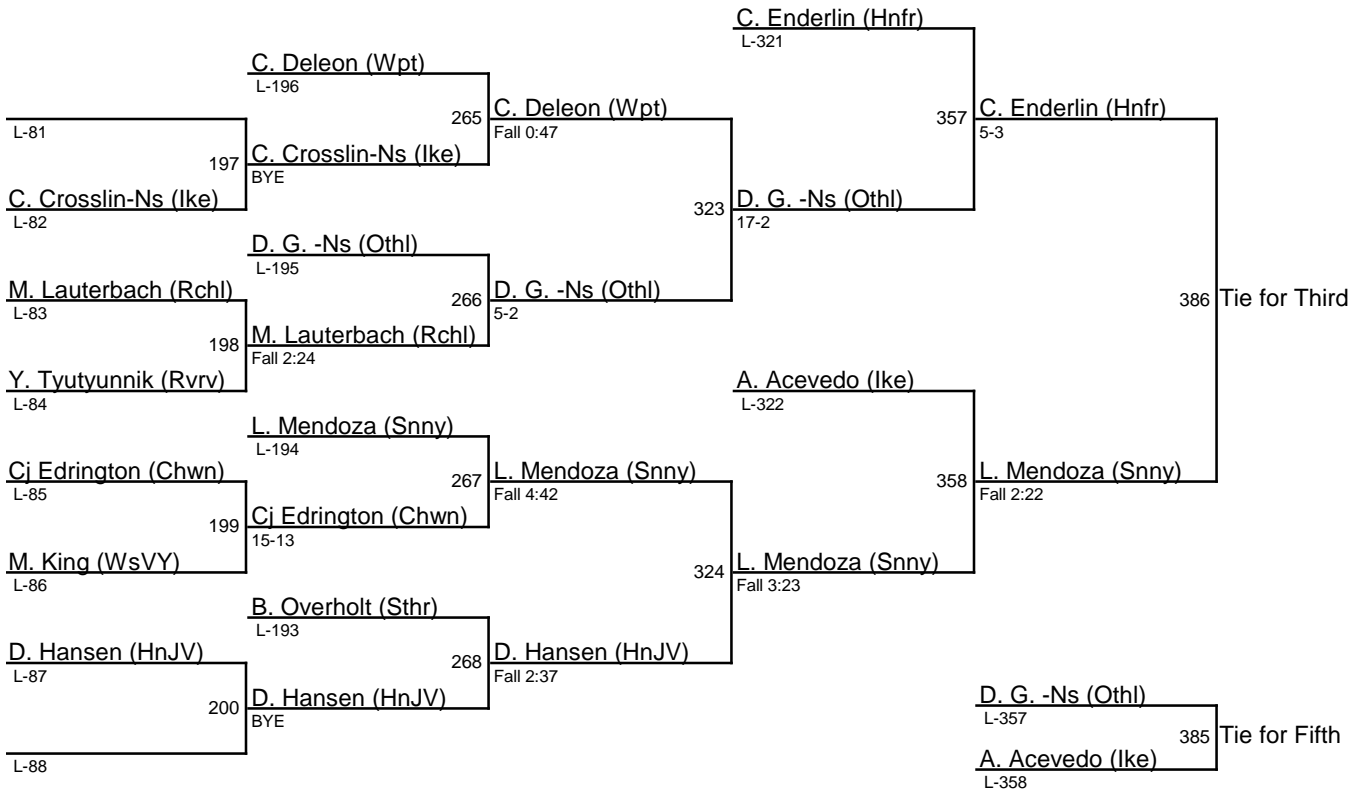 C. Enderlin (Hnfr)
L-321
C. Deleon (Wpt)
L-196
265
C. Deleon (Wpt)
Fall 0:47
357
C. Enderlin (Hnfr)
5-3
L-81
197
C. Crosslin-Ns (Ike)
BYE
C. Crosslin-Ns (Ike)
L-82
323
D. G. -Ns (Othl)
17-2
D. G. -Ns (Othl)
L-195
M. Lauterbach (Rchl)
L-83
266
D. G. -Ns (Othl)
5-2
386
Tie for Third
198
M. Lauterbach (Rchl)
Fall 2:24
Y. Tyutyunnik (Rvrv)
L-84
A. Acevedo (Ike)
L-322
L. Mendoza (Snny)
L-194
Cj Edrington (Chwn)
L-85
267
L. Mendoza (Snny)
Fall 4:42
358
L. Mendoza (Snny)
Fall 2:22
199
Cj Edrington (Chwn)
15-13
M. King (WsVY)
L-86
324
L. Mendoza (Snny)
Fall 3:23
B. Overholt (Sthr)
L-193
D. Hansen (HnJV)
L-87
268
D. Hansen (HnJV)
Fall 2:37
200
D. Hansen (HnJV)
BYE
D. G. -Ns (Othl)
L-357
385
Tie for Fifth
L-88
A. Acevedo (Ike)
L-358